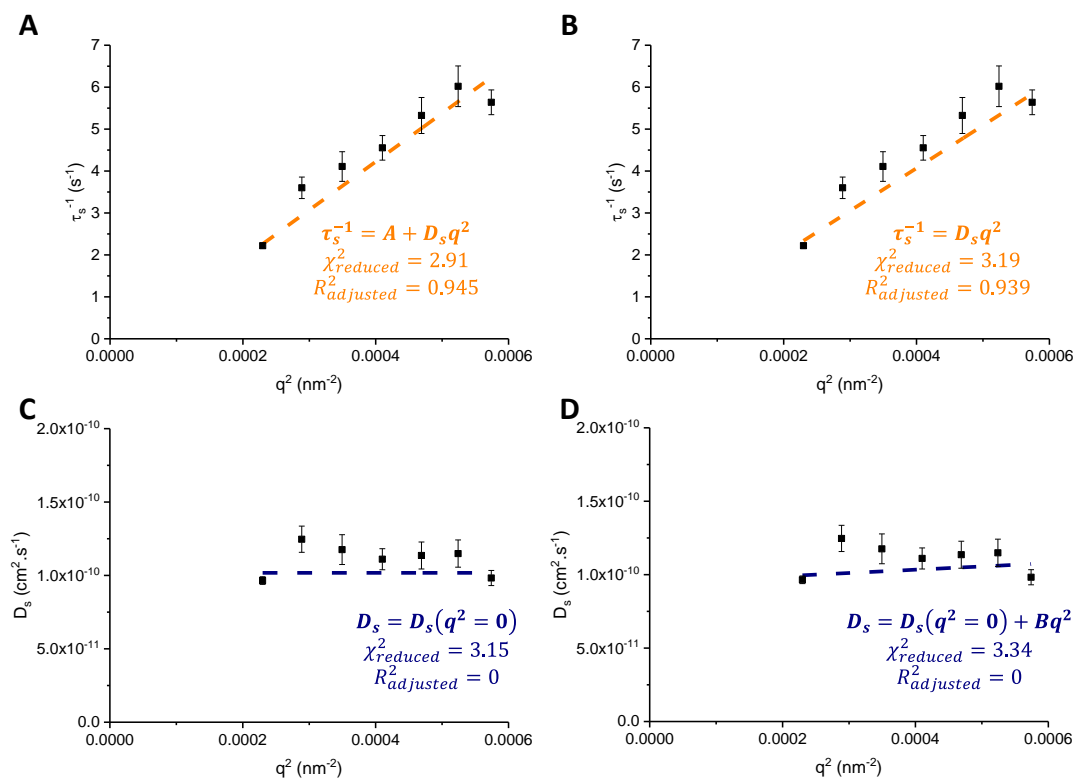 A
7
6
5
4
3
2
1
0
τₛ⁻¹ (s⁻¹)
τₛ⁻¹ = A + Dₛq²
χ²reduced = 2.91
R²adjusted = 0.945
0.0000 0.0002 0.0004 0.0006
q² (nm⁻²)
B
7
6
5
4
3
2
1
0
τₛ⁻¹ (s⁻¹)
τₛ⁻¹ = Dₛq²
χ²reduced = 3.19
R²adjusted = 0.939
0.0000 0.0002 0.0004 0.0006
q² (nm⁻²)
C
2.0x10⁻¹⁰
1.5x10⁻¹⁰
1.0x10⁻¹⁰
5.0x10⁻¹¹
0.0
Dₛ (cm².s⁻¹)
Dₛ = Dₛ(q² = 0)
χ²reduced = 3.15
R²adjusted = 0
0.0000 0.0002 0.0004 0.0006
q² (nm⁻²)
D
2.0x10⁻¹⁰
1.5x10⁻¹⁰
1.0x10⁻¹⁰
5.0x10⁻¹¹
0.0
Dₛ (cm².s⁻¹)
Dₛ = Dₛ(q² = 0) + Bq²
χ²reduced = 3.34
R²adjusted = 0
0.0000 0.0002 0.0004 0.0006
q² (nm⁻²)